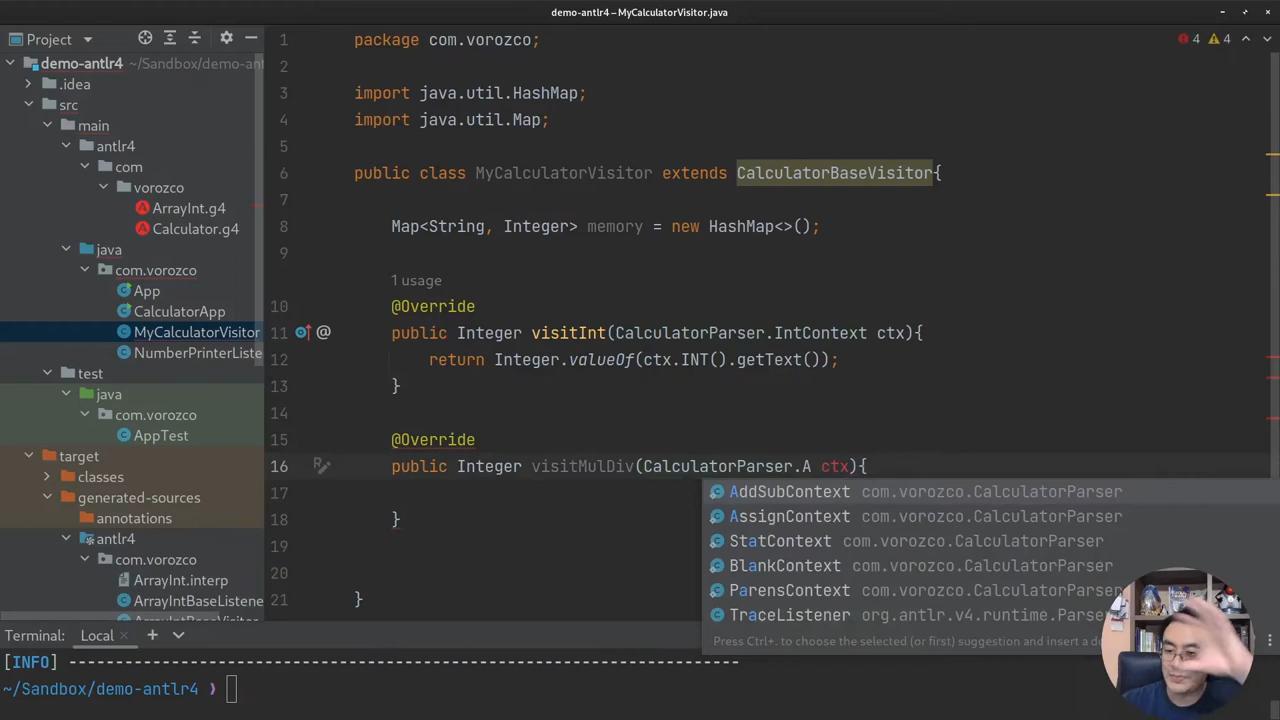 demo-antlr4 – MyCalculatorVisitor.java
Project
demo-antlr4 ~/Sandbox/demo-an
.idea
src
main
antlr4
com
vorozco
ArrayInt.g4
Calculator.g4
java
com.vorozco
App
CalculatorApp
MyCalculatorVisitor
NumberPrinterListe
test
java
com.vorozco
AppTest
target
classes
generated-sources
annotations
antlr4
com.vorozco
ArrayInt.interp
ArrayIntBaseListene
ArrayIntBaseVisitor
4 4
1 package com.vorozco;
2
3 import java.util.HashMap;
4 import java.util.Map;
5
6 public class MyCalculatorVisitor extends CalculatorBaseVisitor{
7
8 Map<String, Integer> memory = new HashMap<>();
9
1 usage
10 @Override
11 @ public Integer visitInt(CalculatorParser.IntContext ctx){
12 return Integer.valueOf(ctx.INT().getText());
13 }
14
15 @Override
16 public Integer visitMulDiv(CalculatorParser.A ctx){
17
18 }
19
20
21 }
AddSubContext com.vorozco.CalculatorParser
AssignContext com.vorozco.CalculatorParser
StatContext com.vorozco.CalculatorParser
BlankContext com.vorozco.CalculatorParser
ParensContext com.vorozco.CalculatorParser
TraceListener org.antlr.v4.runtime.Parser
Press Ctrl+. to choose the selected (or first) suggestion and insert a d
Terminal: Local
[INFO] ------------------------------------------------------------------------
~/Sandbox/demo-antlr4 ❯